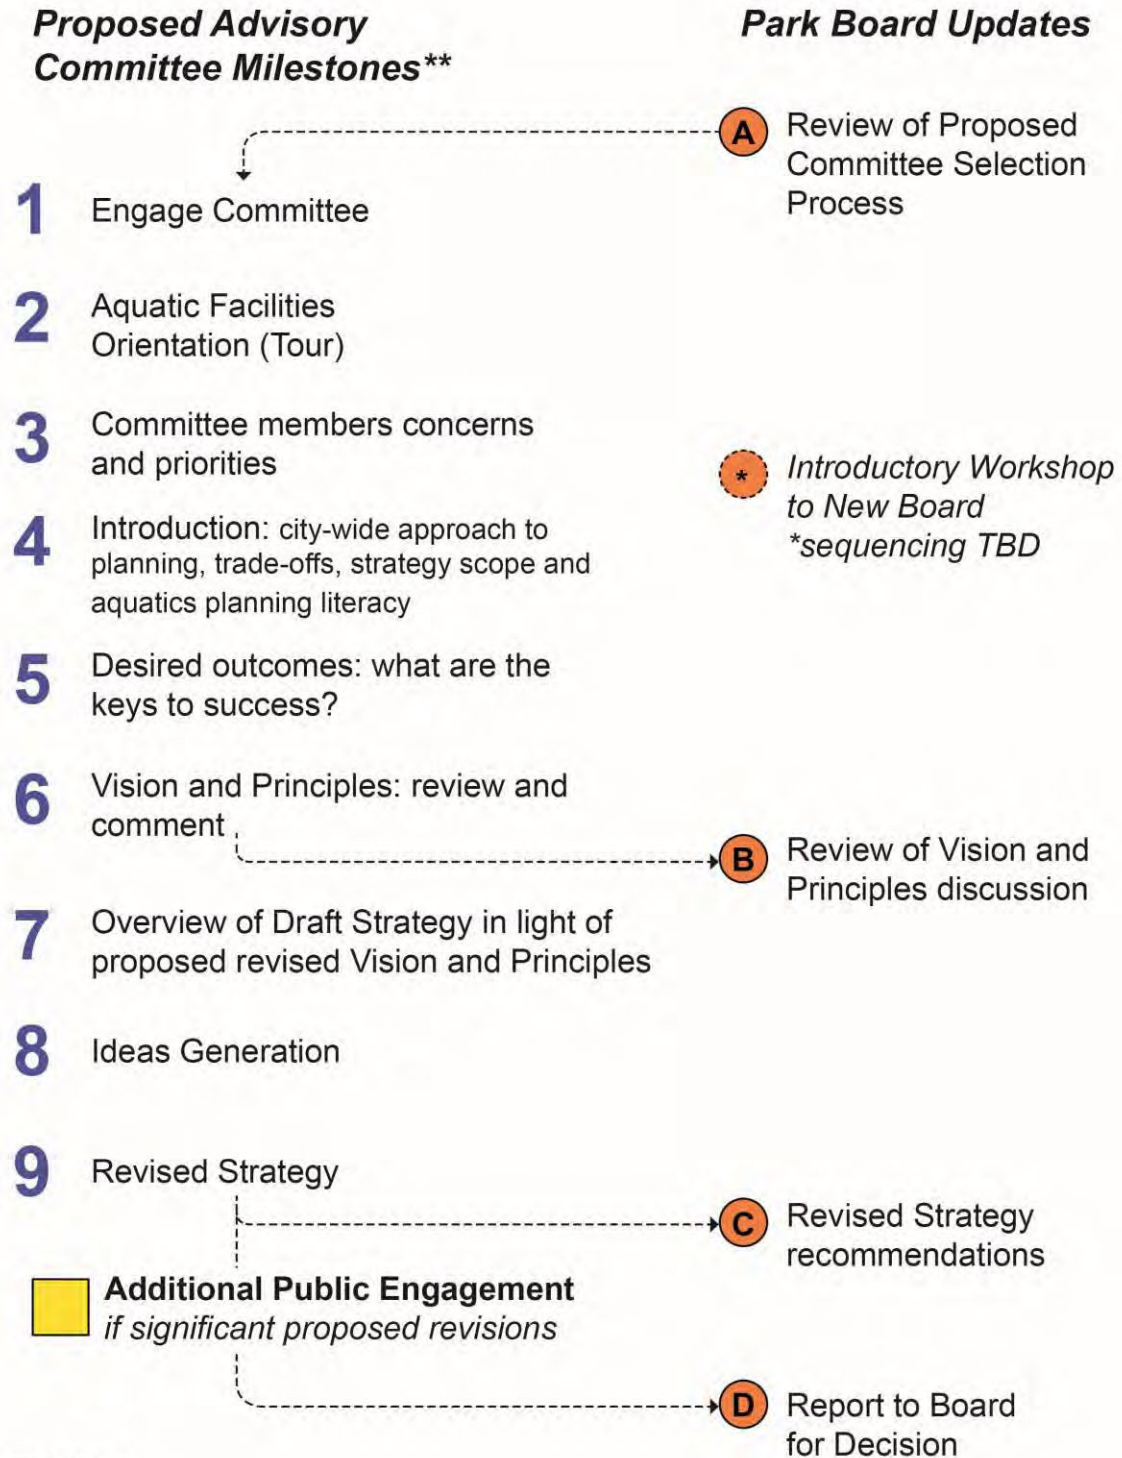 Proposed Advisory
Committee Milestones**
Park Board Updates
A
Review of Proposed
Committee Selection
Process
1
Engage Committee
2
Aquatic Facilities
Orientation (Tour)
3
Committee members concerns
and priorities
*
Introductory Workshop
to New Board
*sequencing TBD
4
Introduction: city-wide approach to
planning, trade-offs, strategy scope and
aquatics planning literacy
5
Desired outcomes: what are the
keys to success?
6
Vision and Principles: review and
comment
B
Review of Vision and
Principles discussion
7
Overview of Draft Strategy in light of
proposed revised Vision and Principles
8
Ideas Generation
9
Revised Strategy
C
Revised Strategy
recommendations
Additional Public Engagement
if significant proposed revisions
D
Report to Board
for Decision